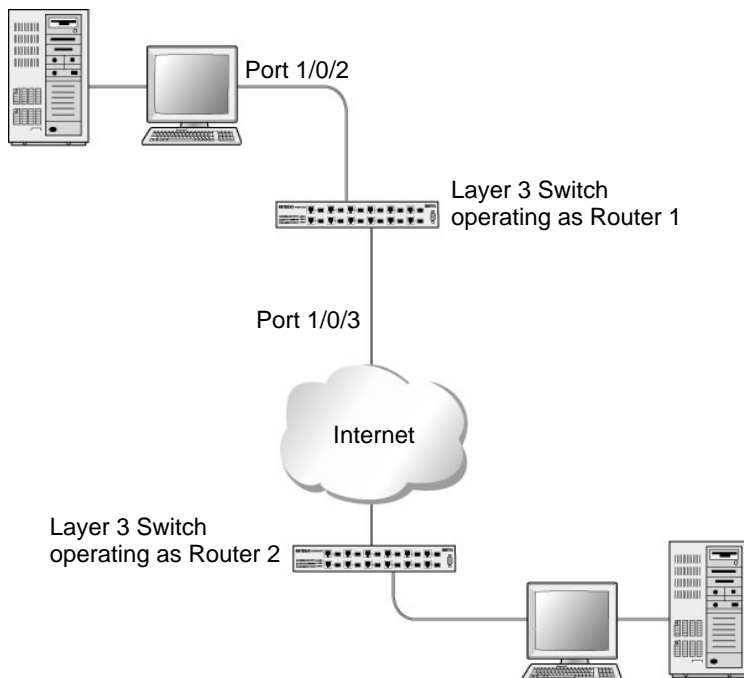 Port 1/0/2
Layer 3 Switch
operating as Router 1
Port 1/0/3
Internet
Layer 3 Switch
operating as Router 2